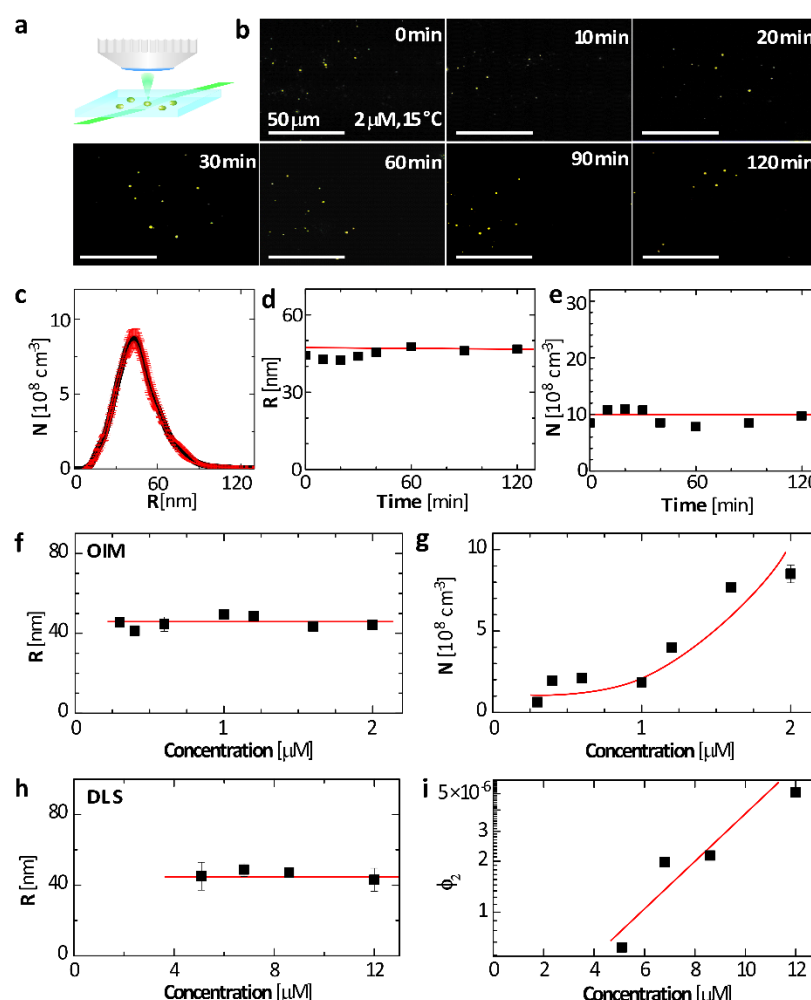 a
b
0 min
10 min
20 min
50 μm
2 μM, 15 °C
30 min
60 min
90 min
120 min
c
N [10⁸ cm⁻³]
10
5
0
0
60
120
R[nm]
d
R [nm]
80
40
0
0
60
120
Time [min]
e
N [10⁸ cm⁻³]
30
20
10
0
0
60
120
Time [min]
f
OIM
R [nm]
80
40
0
0
1
2
Concentration [μM]
g
N [10⁸ cm⁻³]
10
5
0
0
1
2
Concentration [μM]
h
DLS
R [nm]
80
40
0
0
4
8
12
Concentration [μM]
i
ϕ₂
5×10⁻⁶
3
2
1
0
2
4
6
8
10
12
Concentration [μM]